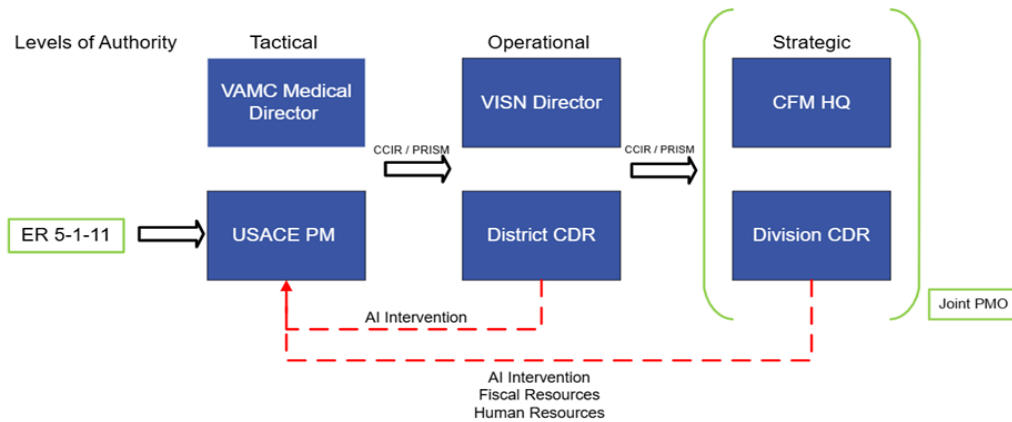 Levels of Authority
Tactical
Operational
Strategic
VAMC Medical
Director
VISN Director
CFM HQ
CCIR / PRISM
CCIR / PRISM
ER 5-1-11
USACE PM
District CDR
Division CDR
Joint PMO
AI Intervention
AI Intervention
Fiscal Resources
Human Resources